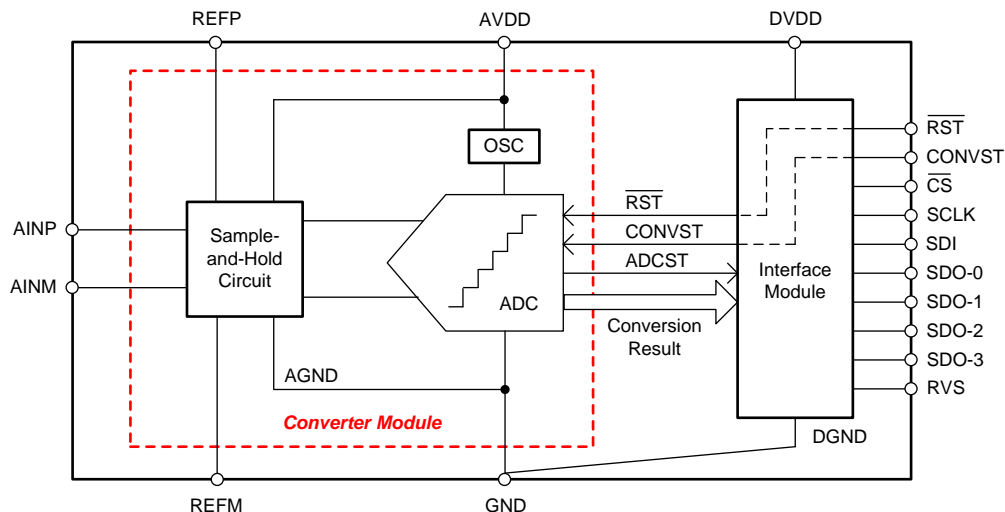 REFP
AVDD
DVDD
OSC
RST
CONVST
CS
SCLK
SDI
SDO-0
SDO-1
SDO-2
SDO-3
RVS
AINP
AINM
Sample-
and-Hold
Circuit
RST
CONVST
ADCST
ADC
Conversion
Result
Interface
Module
AGND
Converter Module
DGND
REFM
GND